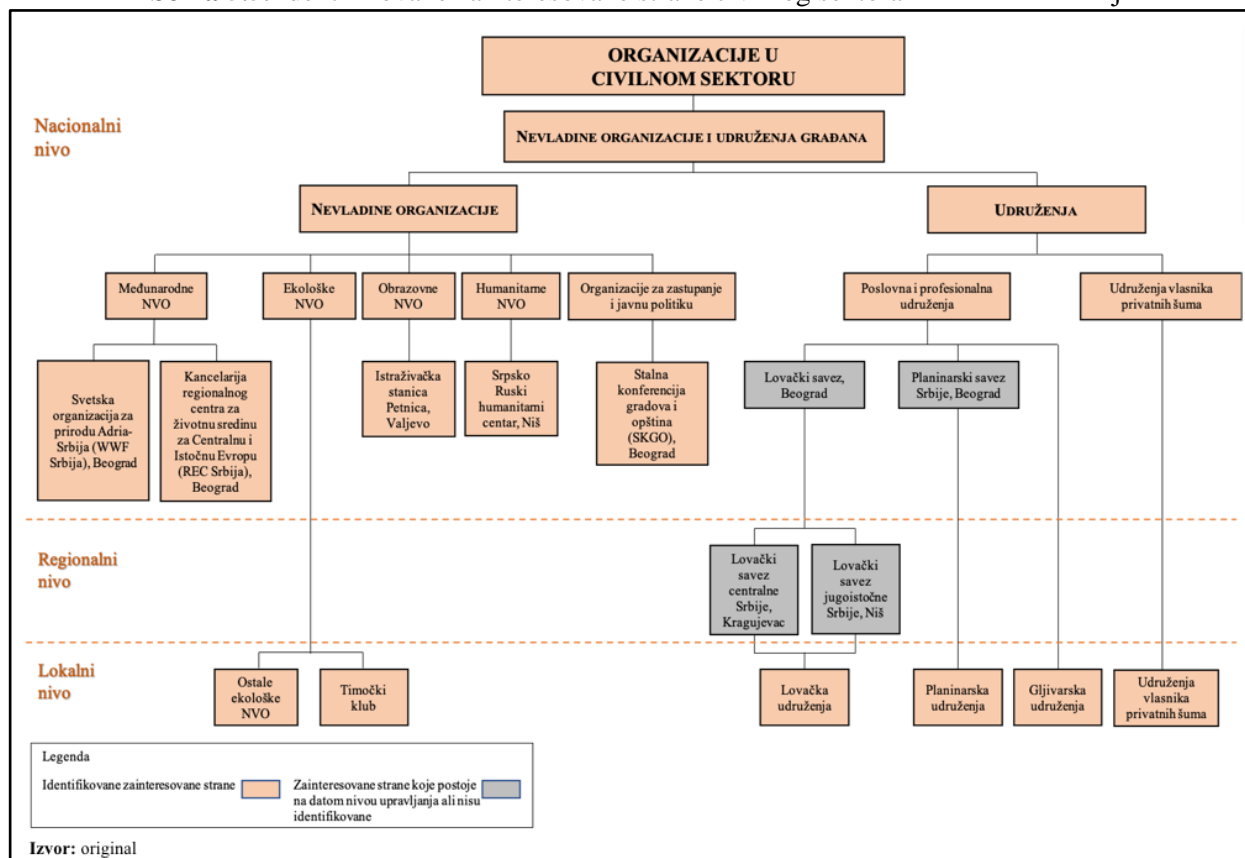 ORGANIZACIJE U
CIVILNOM SEKTORU
Nacionalni
nivo
NEVLADINE ORGANIZACIJE I UDRUŽENJA GRAĐANA
NEVLADINE ORGANIZACIJE
UDRUŽENJA
Međunarodne
NVO
Ekološke
NVO
Obrazovne
NVO
Humanitarne
NVO
Organizacije za zastupanje
i javnu politiku
Poslovna i profesionalna
udruženja
Udruženja vlasnika
privatnih šuma
Svetska
organizacija za
prirodu Adria-
Srbija (WWF
Srbija), Beograd
Kancelarija
regionalnog
centra za
životnu sredinu
za Centralnu i
Istočnu Evropu
(REC Srbija),
Beograd
Istraživačka
stanica
Petnica,
Valjevo
Srpsko
Ruski
humanitarni
centar, Niš
Stalna
konferencija
gradova i
opština
(SKGO),
Beograd
Lovački savez,
Beograd
Planinarski savez
Srbije, Beograd
Regionalni
nivo
Lovački
savez
centralne
Srbije,
Kragujevac
Lovački
savez
jugoistočne
Srbije, Niš
Lokalni
nivo
Ostale
ekološke
NVO
Timočki
klub
Lovačka
udruženja
Planinarska
udruženja
Gljivarska
udruženja
Udruženja
vlasnika
privatnih šuma
Legenda
Identifikovane zainteresovane strane
Zainteresovane strane koje postoje
na datom nivou upravljanja ali nisu
identifikovane
Izvor: original